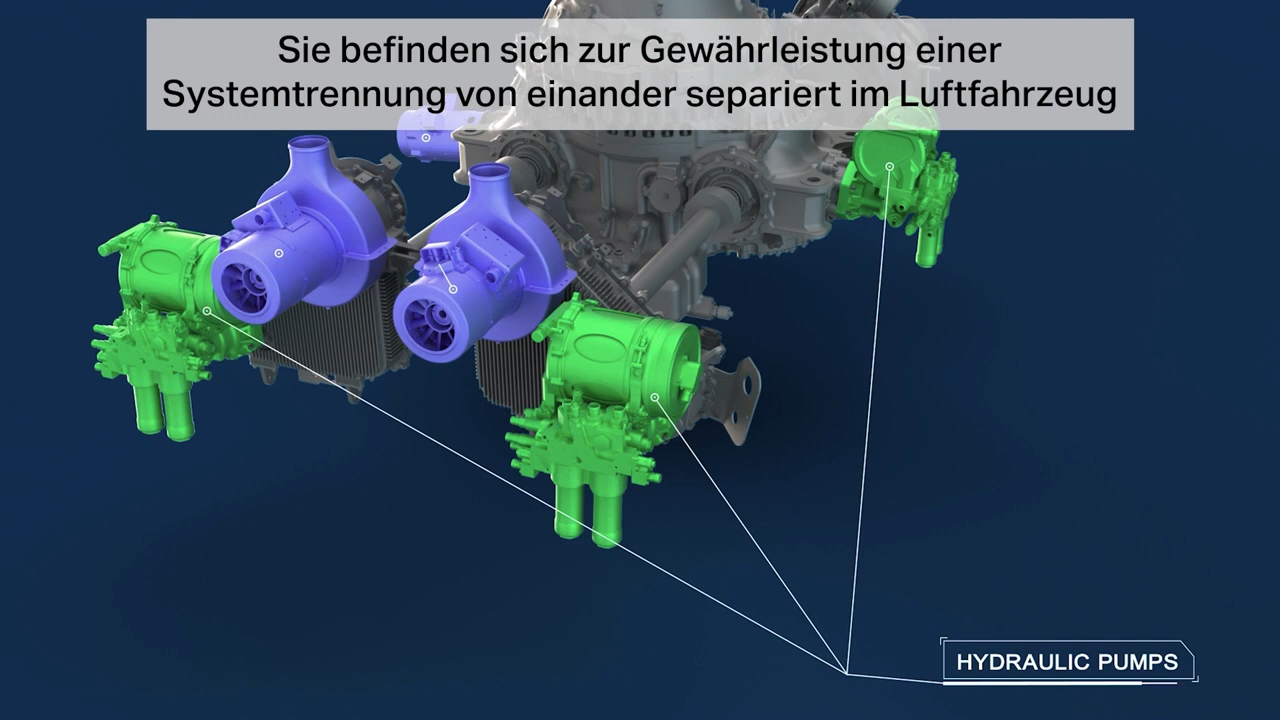 Sie befinden sich zur Gewährleistung einer
Systemtrennung von einander separiert im Luftfahrzeug
HYDRAULIC PUMPS